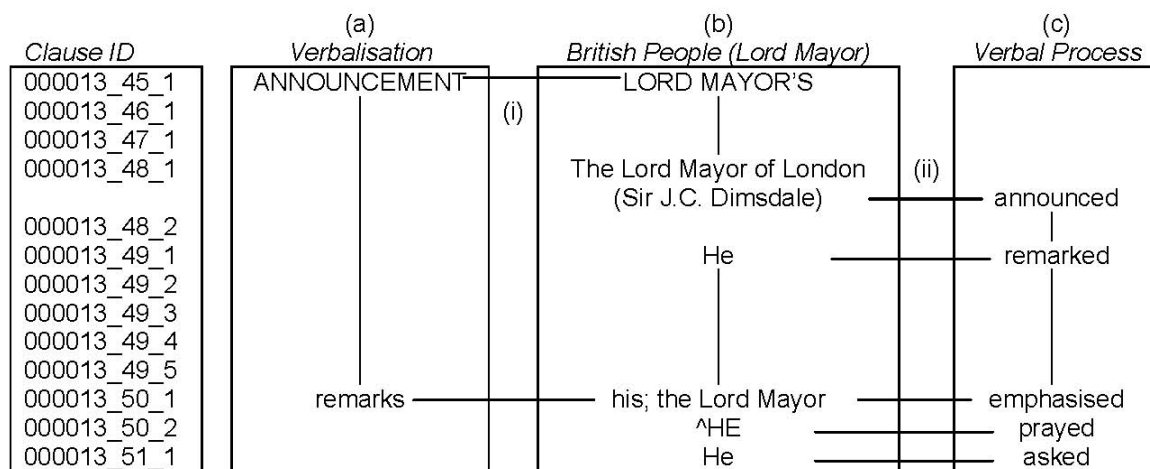 (a) (b) (c)
Clause ID Verbalisation British People (Lord Mayor) Verbal Process
000013_45_1 ANNOUNCEMENT LORD MAYOR'S
(i)
000013_46_1
000013_47_1
000013_48_1 The Lord Mayor of London (ii)
(Sir J.C. Dimsdale) announced
000013_48_2
000013_49_1 He remarked
000013_49_2
000013_49_3
000013_49_4
000013_49_5
000013_50_1 remarks his; the Lord Mayor emphasised
000013_50_2 ^HE prayed
000013_51_1 He asked